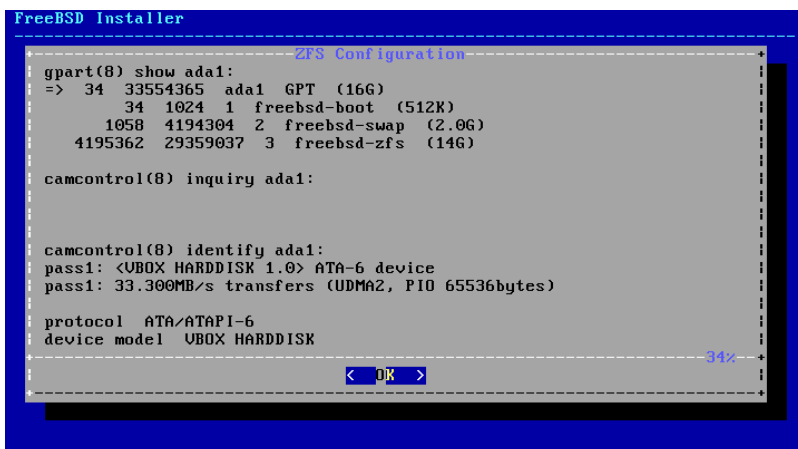 FreeBSD Installer
ZFS Configuration
gpart(8) show ada1:
=>  34  33554365  ada1  GPT  (16G)
34  1024  1  freebsd-boot  (512K)
1058  4194304  2  freebsd-swap  (2.0G)
4195362  29359037  3  freebsd-zfs  (14G)
camcontrol(8) inquiry ada1:
camcontrol(8) identify ada1:
pass1: <VBOX HARDDISK 1.0> ATA-6 device
pass1: 33.300MB/s transfers (UDMA2, PIO 65536bytes)
protocol  ATA/ATAPI-6
device model  VBOX HARDDISK
34%
<  OK  >